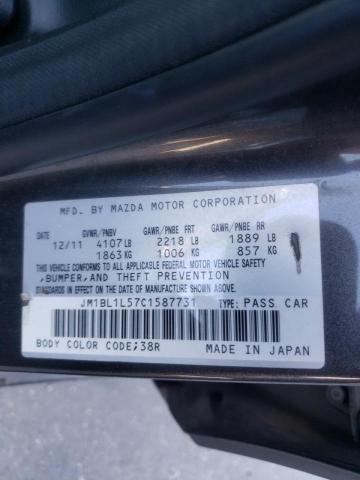 MFD. BY MAZDA MOTOR CORPORATION
GVWR/PNBV GAWR/PNBE FRT GAWR/PNBE RR
12/11 4107LB 2218 LB 1889 LB
1863KG 1006 KG 857 KG
THIS VEHICLE CONFORMS TO ALL APPLICABLE FEDERAL MOTOR VEHICLE SAFETY
, BUMPER, AND THEFT PREVENTION
STANDARDS IN EFFECT ON THE DATE OF MANUFACTURE SHOWN ABOVE.
JM1BL1L57C1587731 TYPE: PASS CAR
BODY COLOR CODE;38R MADE IN JAPAN